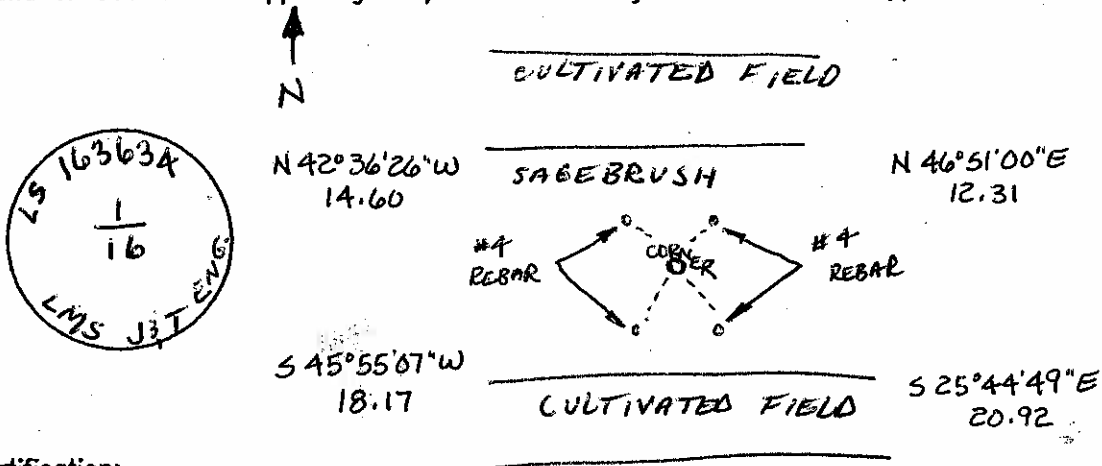 N
CULTIVATED FIELD
N 42°36'26"W
14.60
SAGEBRUSH
N 46°51'00"E
12.31
LS 163634
1
16
LMS J&T ENG
#4
REBAR
CORNER
#4
REBAR
S 45°55'07"W
18.17
CULTIVATED FIELD
S 25°44'49"E
20.92